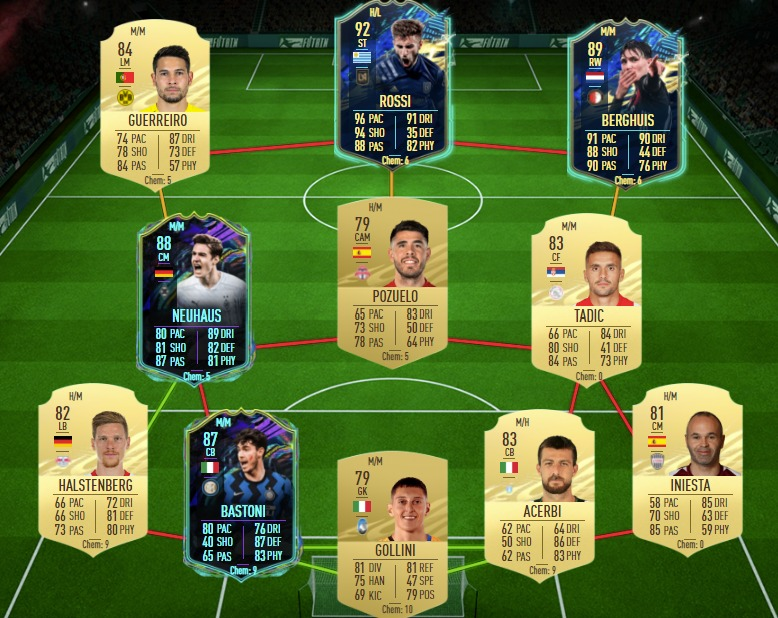 M/M
84
LM
GUERREIRO
74 PAC 87 DRI
78 SHO 73 DEF
84 PAS 57 PHY
Chem: 5
H/L
92
ST
ROSSI
96 PAC 91 DRI
94 SHO 35 DEF
88 PAS 82 PHY
Chem: 6
M/M
89
RW
BERGHUIS
91 PAC 90 DRI
88 SHO 44 DEF
90 PAS 76 PHY
Chem: 6
M/M
88
CM
NEUHAUS
80 PAC 89 DRI
81 SHO 82 DEF
87 PAS 81 PHY
Chem: 5
H/M
79
CAM
POZUELO
65 PAC 83 DRI
73 SHO 50 DEF
78 PAS 64 PHY
Chem: 5
M/M
83
CF
TADIC
66 PAC 84 DRI
80 SHO 41 DEF
84 PAS 73 PHY
Chem: 0
H/M
82
LB
HALSTENBERG
66 PAC 72 DRI
66 SHO 81 DEF
73 PAS 80 PHY
Chem: 9
M/M
87
CB
BASTONI
80 PAC 76 DRI
40 SHO 87 DEF
65 PAS 83 PHY
Chem: 9
M/M
79
GK
GOLLINI
81 DIV 81 REF
75 HAN 47 SPE
69 KIC 79 POS
Chem: 10
M/H
83
CB
ACERBI
62 PAC 64 DRI
50 SHO 86 DEF
62 PAS 83 PHY
Chem: 9
H/M
81
CM
INIESTA
58 PAC 85 DRI
70 SHO 63 DEF
85 PAS 59 PHY
Chem: 0